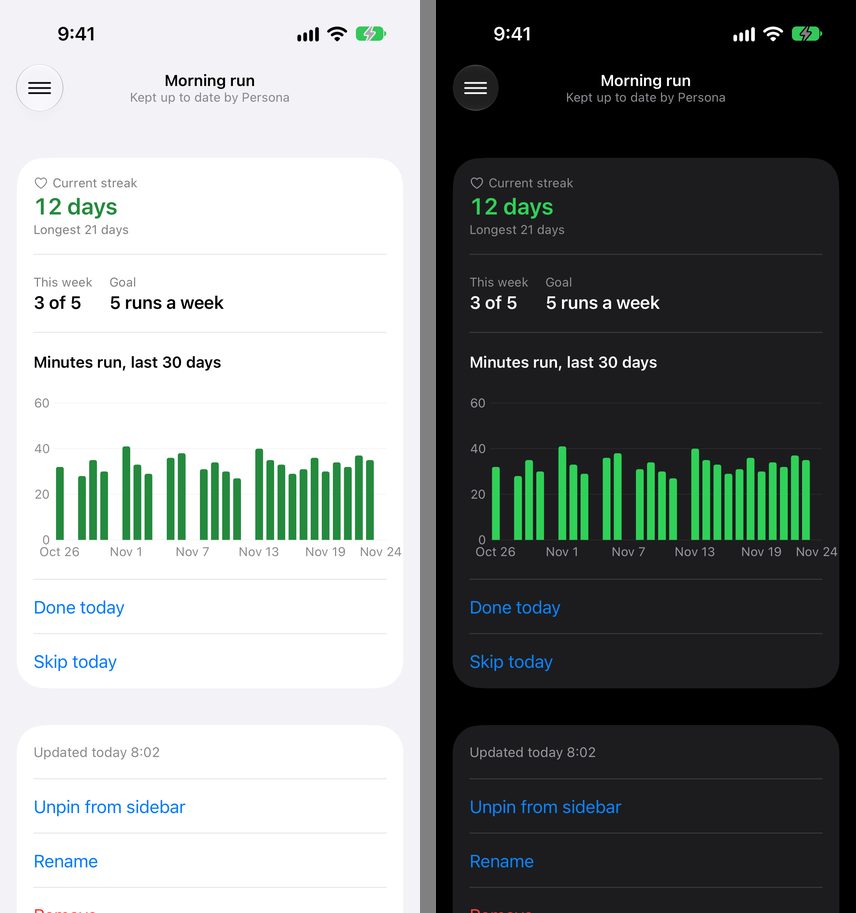 9:41
Morning run
Kept up to date by Persona
Current streak
12 days
Longest 21 days
This week Goal
3 of 5 5 runs a week
Minutes run, last 30 days
60
40
20
0
Oct 26 Nov 1 Nov 7 Nov 13 Nov 19 Nov 24
Done today
Skip today
Updated today 8:02
Unpin from sidebar
Rename
Remove
9:41
Morning run
Kept up to date by Persona
Current streak
12 days
Longest 21 days
This week Goal
3 of 5 5 runs a week
Minutes run, last 30 days
60
40
20
0
Oct 26 Nov 1 Nov 7 Nov 13 Nov 19 Nov 24
Done today
Skip today
Updated today 8:02
Unpin from sidebar
Rename
Remove